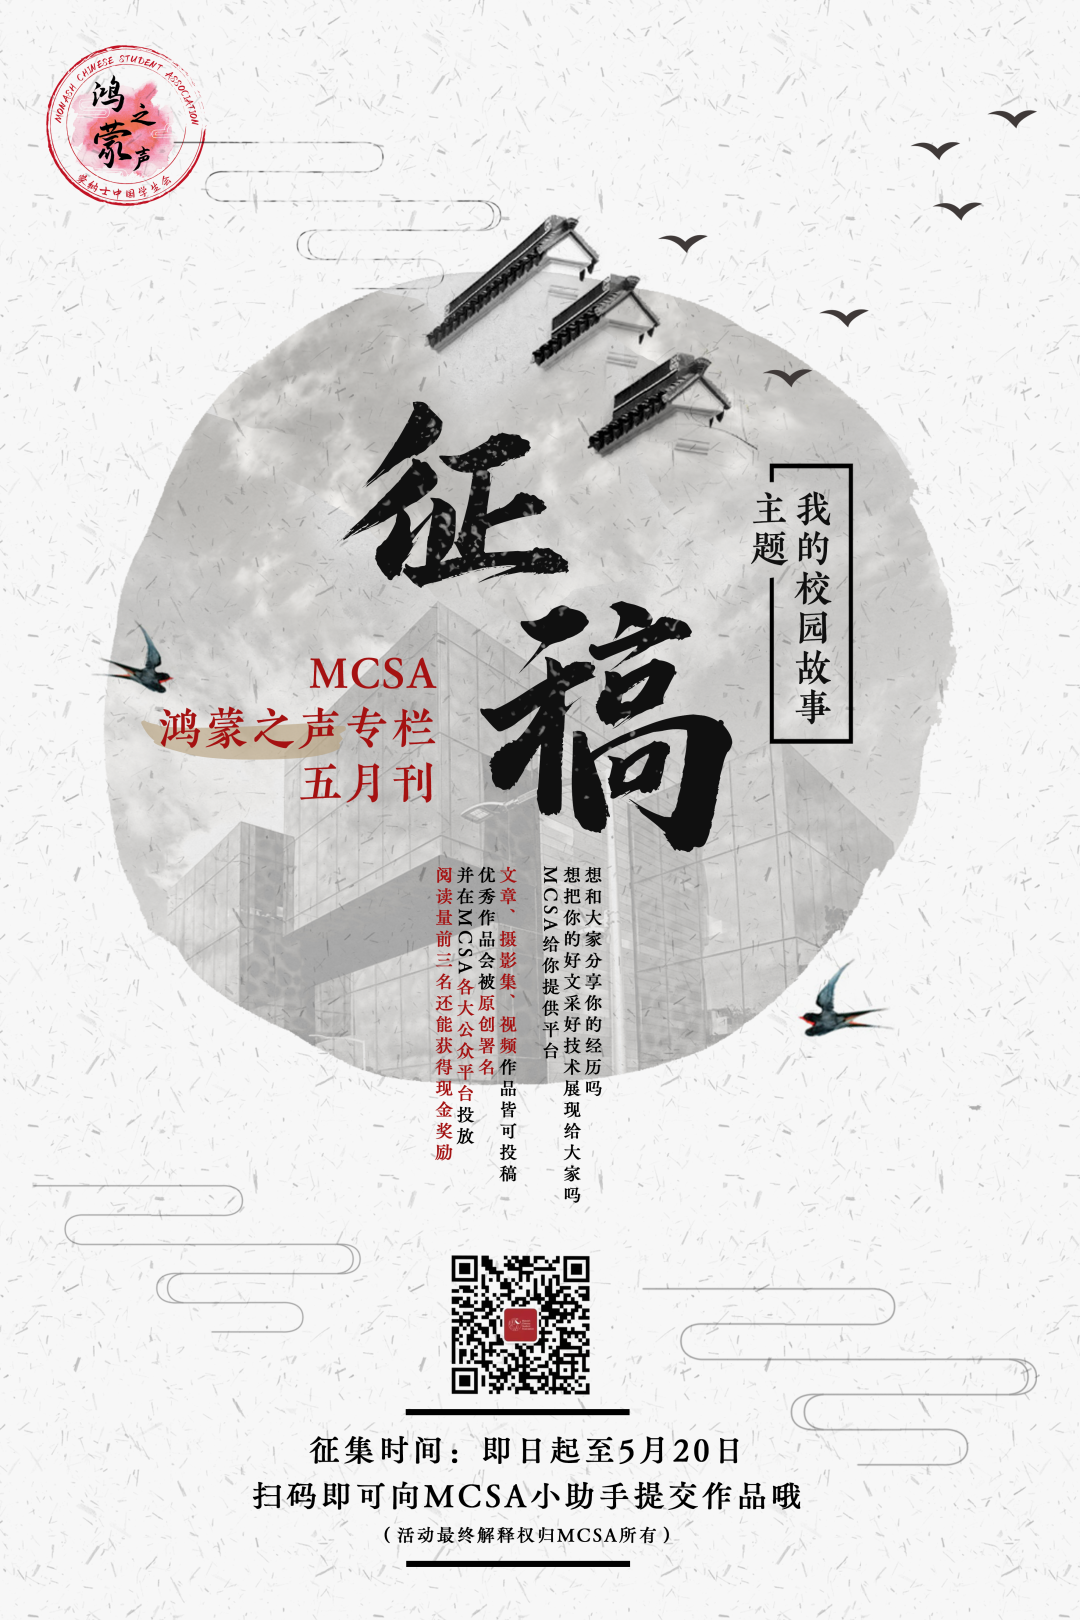 MONASH CHINESE STUDENT ASSOCIATION
鸿蒙之声
蒙纳士中国学生会
征稿
主题
我的校园故事
MCSA
鸿蒙之声专栏
五月刊
想和大家分享你的经历吗
想把你的好文采好技术展现给大家吗
MCSA给你提供平台
文章、摄影集、视频作品皆可投稿
优秀作品会被原创署名
并在MCSA各大公众平台投放
阅读量前三名还能获得现金奖励
征集时间：即日起至5月20日
扫码即可向MCSA小助手提交作品哦
（活动最终解释权归MCSA所有）